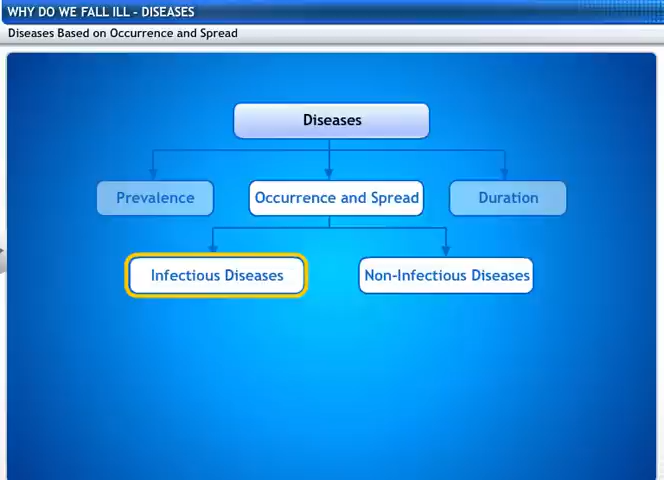 WHY DO WE FALL ILL - DISEASES
Diseases Based on Occurrence and Spread
Diseases
Prevalence
Occurrence and Spread
Duration
Infectious Diseases
Non-Infectious Diseases